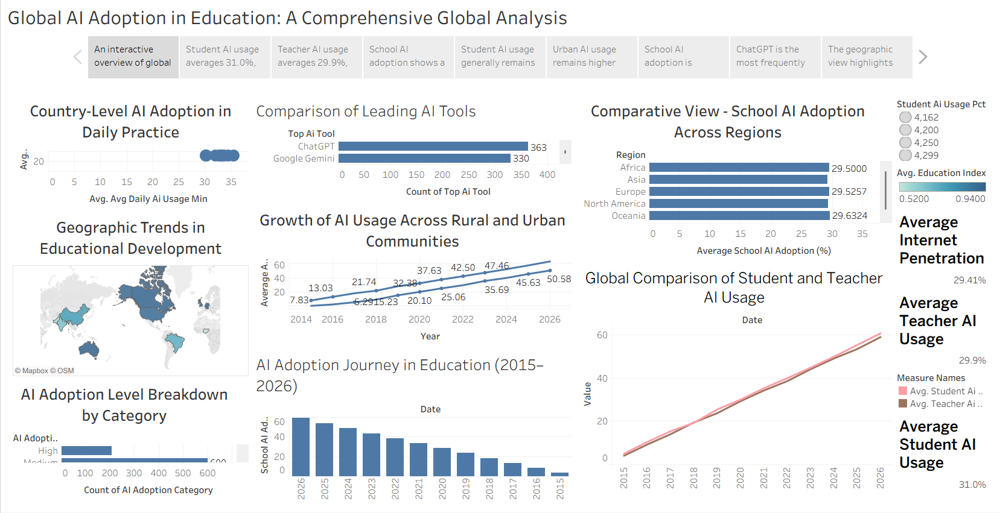 Global AI Adoption in Education: A Comprehensive Global Analysis
An interactive
overview of global
Student AI usage
averages 31.0%,
Teacher AI usage
averages 29.9%,
School AI
adoption shows a
Student AI usage
generally remains
Urban AI usage
remains higher
School AI
adoption is
ChatGPT is the
most frequently
The geographic
view highlights
Country-Level AI Adoption in
Daily Practice
Avg..
20
0 5 10 15 20 25 30 35
Avg. Avg Daily Ai Usage Min
Geographic Trends in
Educational Development
© Mapbox © OSM
AI Adoption Level Breakdown
by Category
AI Adopti..
High
Medium 600
0 100 200 300 400 500 600
Count of AI Adoption Category
Comparison of Leading AI Tools
Top Ai Tool
ChatGPT 363
Google Gemini 330
0 50 100 150 200 250 300 350 400
Count of Top Ai Tool
Growth of AI Usage Across Rural and Urban
Communities
Average A..
60
40
20
7.83 13.03 21.74 32.38 37.63 42.50 47.46
5.29 15.23 20.10 25.06 35.69 45.63 50.58
2014 2016 2018 2020 2022 2024 2026
Year
AI Adoption Journey in Education (2015–
2026)
Date
School AI Ad..
60
40
20
0
2026 2025 2024 2023 2022 2021 2020 2019 2018 2017 2016 2015
Comparative View - School AI Adoption
Across Regions
Region
Africa 29.5000
Asia
Europe 29.5257
North America
Oceania 29.6324
0 5 10 15 20 25 30 35
Average School AI Adoption (%)
Global Comparison of Student and Teacher
AI Usage
Date
Value
60
40
20
0
2015 2016 2017 2018 2019 2020 2021 2022 2023 2024 2025 2026
Student Ai Usage Pct
4,162
4,200
4,250
4,299
Avg. Education Index
0.5200 0.9400
Average
Internet
Penetration
29.41%
Average
Teacher AI
Usage
29.9%
Measure Names
Avg. Student Ai ..
Avg. Teacher Ai ..
Average
Student AI
Usage
31.0%